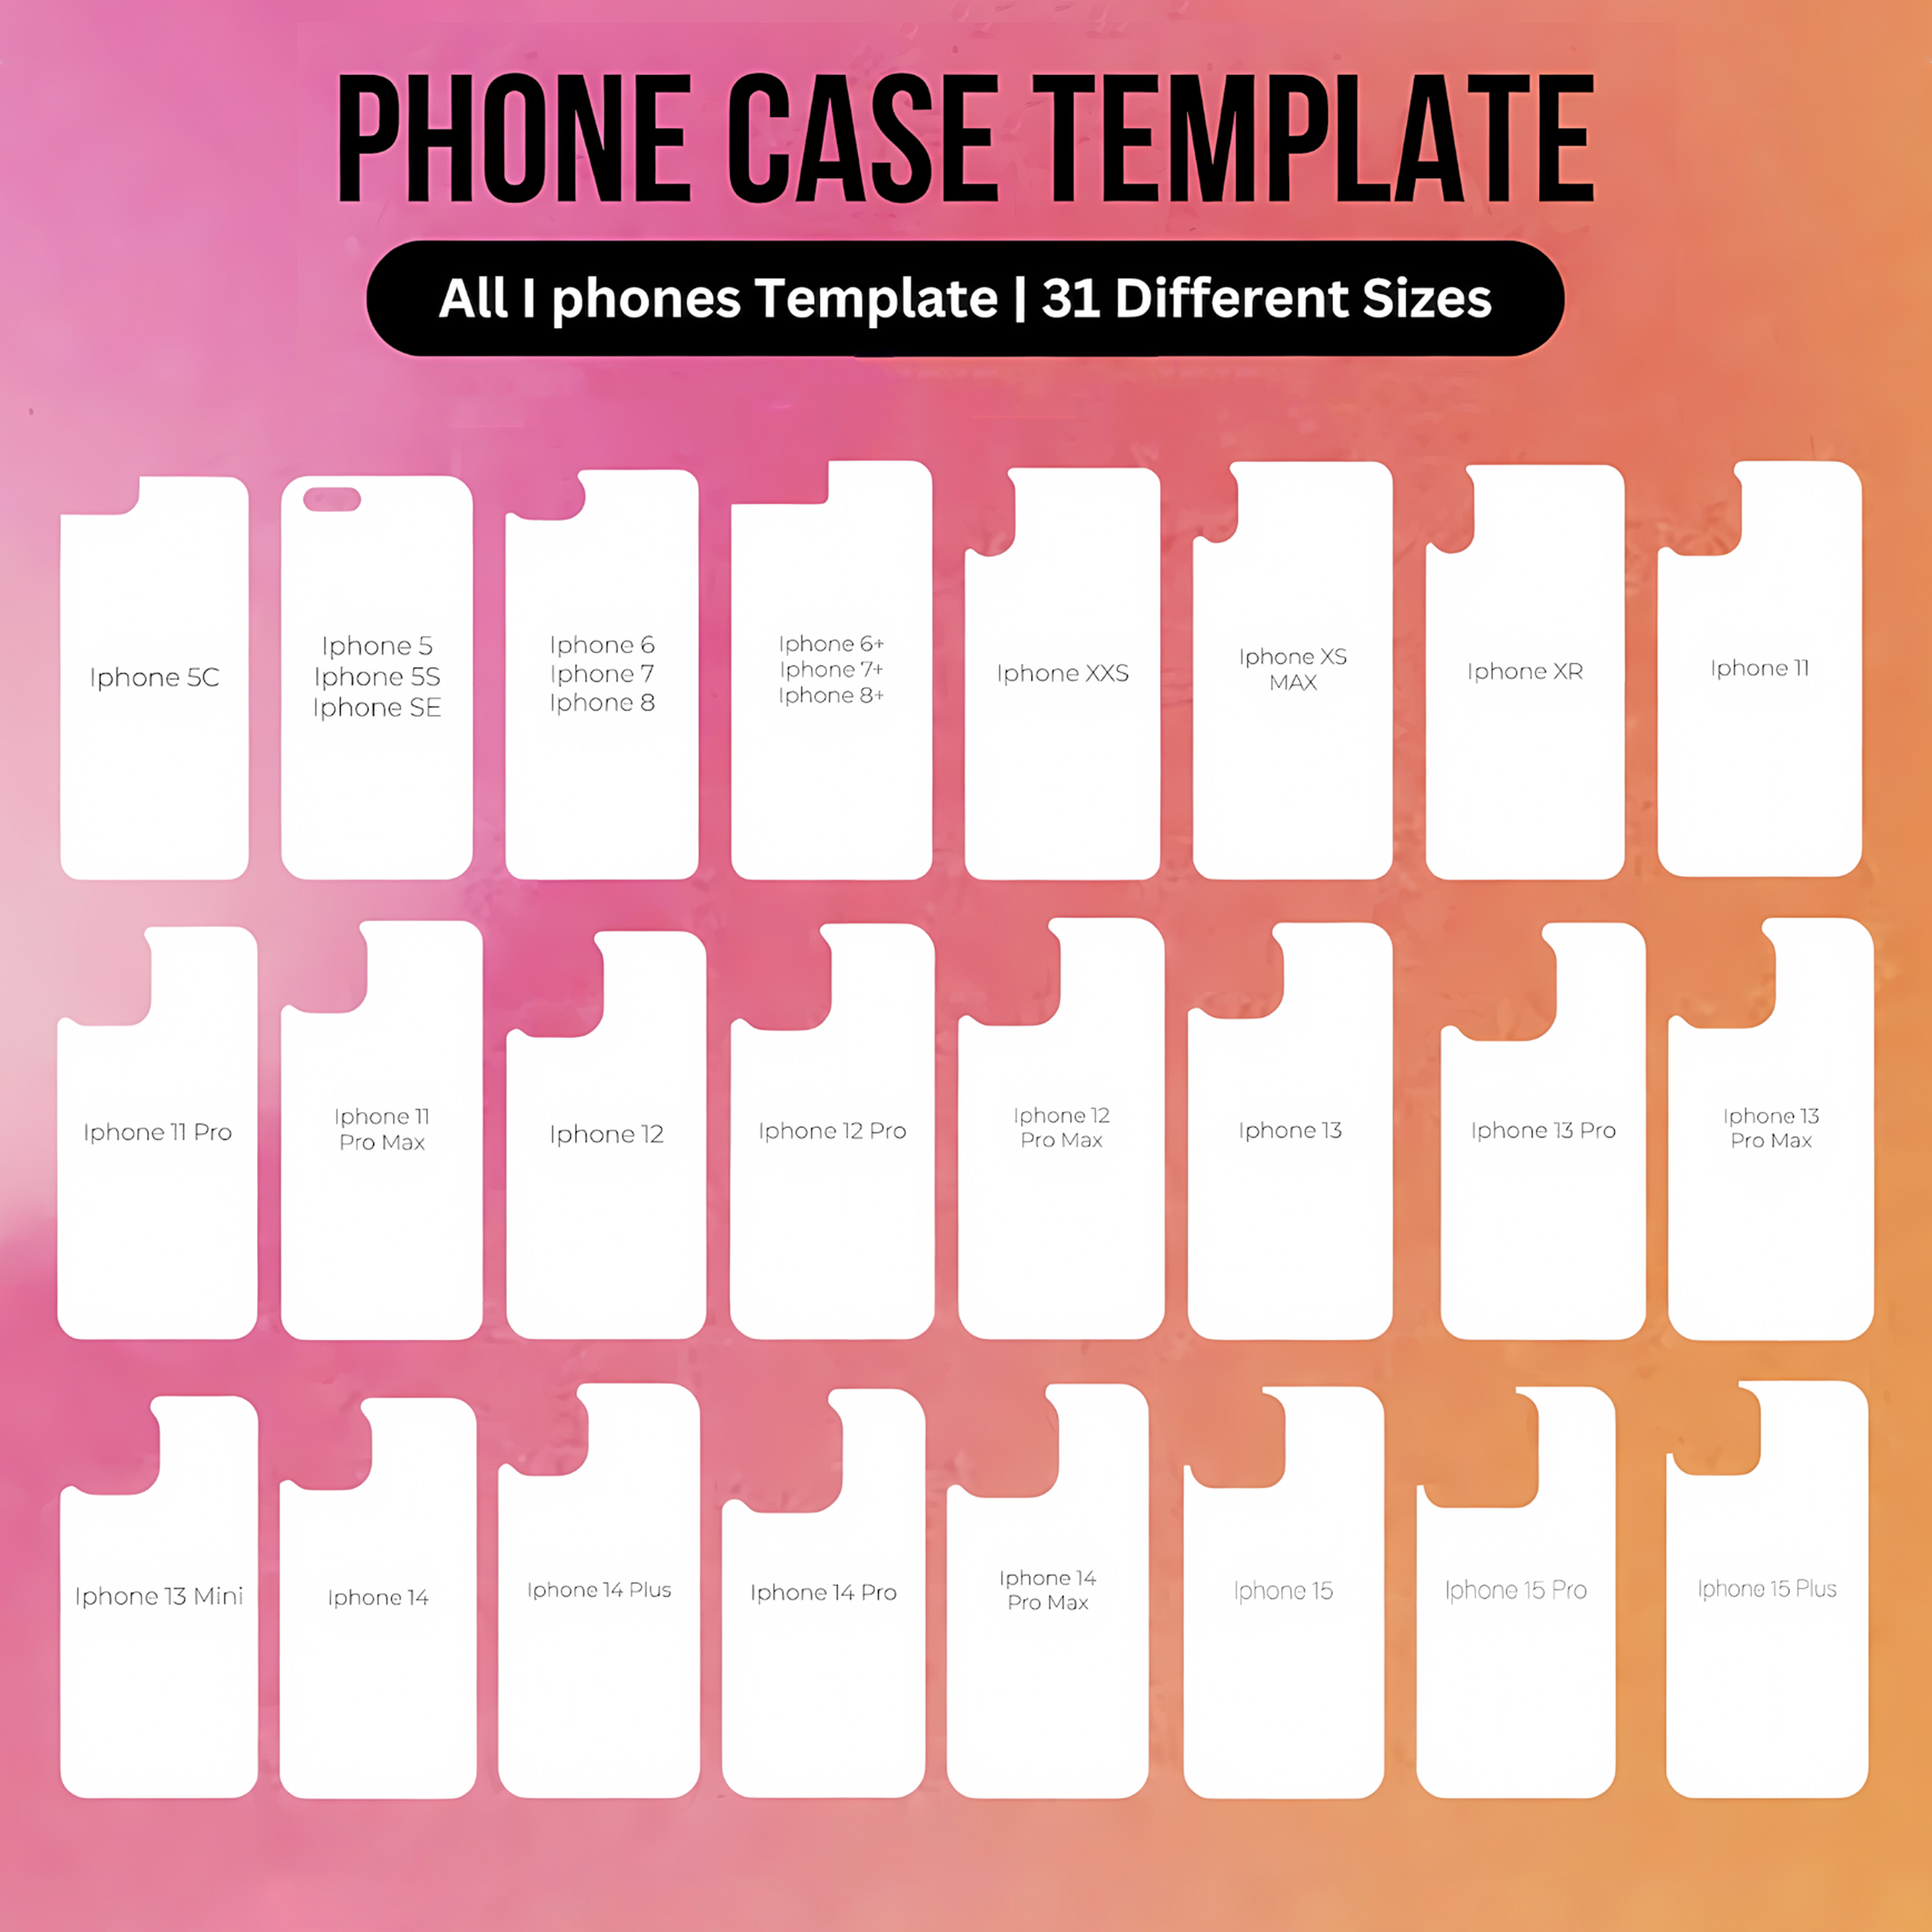 PHONE CASE TEMPLATE
All I phones Template | 31 Different Sizes
Iphone 5C
Iphone 5
Iphone 5S
Iphone SE
Iphone 6
Iphone 7
Iphone 8
Iphone 6+
Iphone 7+
Iphone 8+
Iphone XXS
Iphone XS
MAX
Iphone XR
Iphone 11
Iphone 11 Pro
Iphone 11
Pro Max
Iphone 12
Iphone 12 Pro
Iphone 12
Pro Max
Iphone 13
Iphone 13 Pro
Iphone 13
Pro Max
Iphone 13 Mini
Iphone 14
Iphone 14 Plus
Iphone 14 Pro
Iphone 14
Pro Max
Iphone 15
Iphone 15 Pro
Iphone 15 Plus